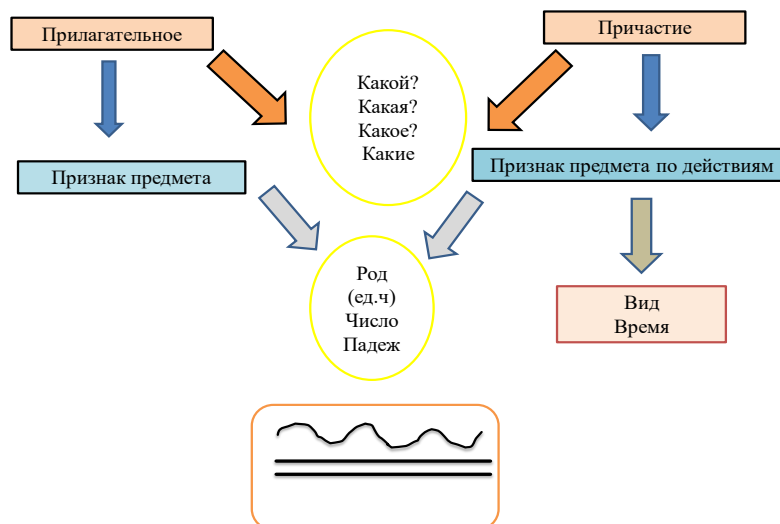 Прилагательное
Причастие
Какой?
Какая?
Какое?
Какие
Признак предмета
Признак предмета по действиям
Род
(ед.ч)
Число
Падеж
Вид
Время